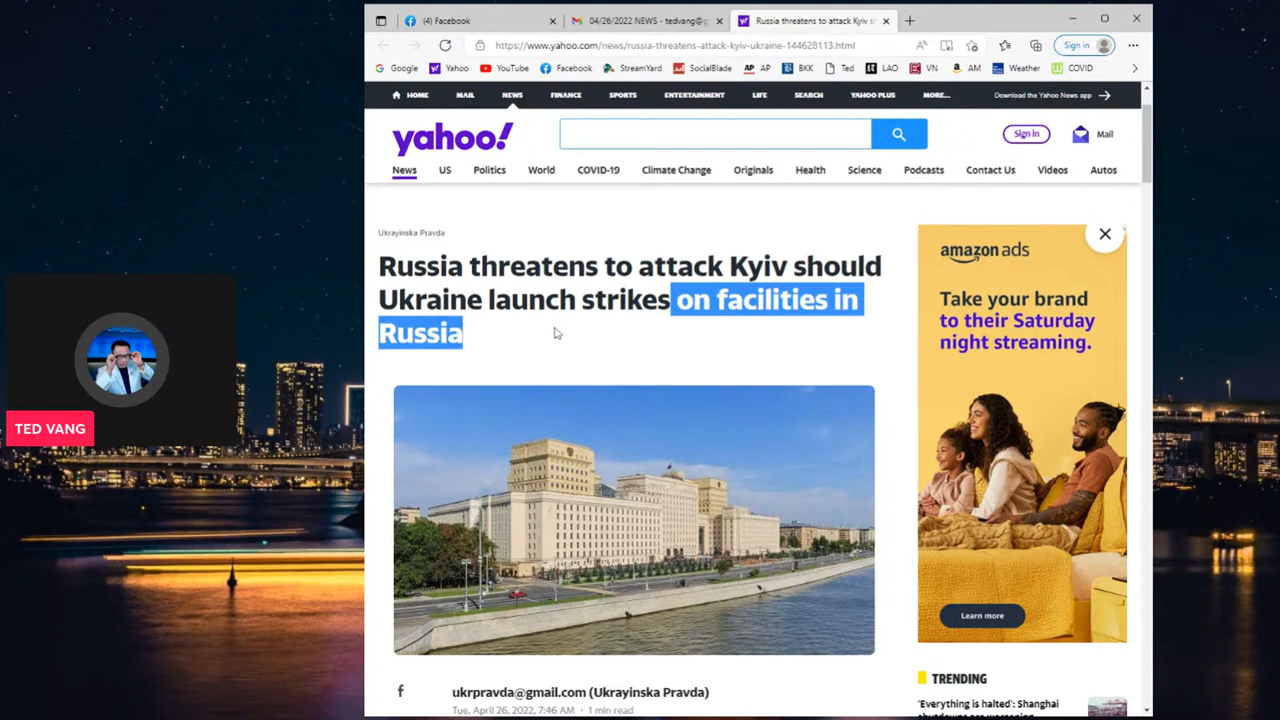 (4) Facebook
04/26/2022 NEWS - tedvang@
Russia threatens to attack Kyiv s
https://www.yahoo.com/news/russia-threatens-attack-kyiv-ukraine-144628113.html
Sign in
Google Yahoo YouTube Facebook StreamYard SocialBlade AP BKK Ted LAO VN AM Weather COVID
HOME MAIL NEWS FINANCE SPORTS ENTERTAINMENT LIFE SEARCH YAHOO PLUS MORE... Download the Yahoo News app
yahoo!
Sign in
Mail
News US Politics World COVID-19 Climate Change Originals Health Science Podcasts Contact Us Videos Autos
Ukrayinska Pravda
Russia threatens to attack Kyiv should
Ukraine launch strikes on facilities in
Russia
amazon ads
Take your brand
to their Saturday
night streaming.
Learn more
TED VANG
ukrpravda@gmail.com (Ukrayinska Pravda)
Tue, April 26, 2022, 7:46 AM · 1 min read
TRENDING
'Everything is halted': Shanghai